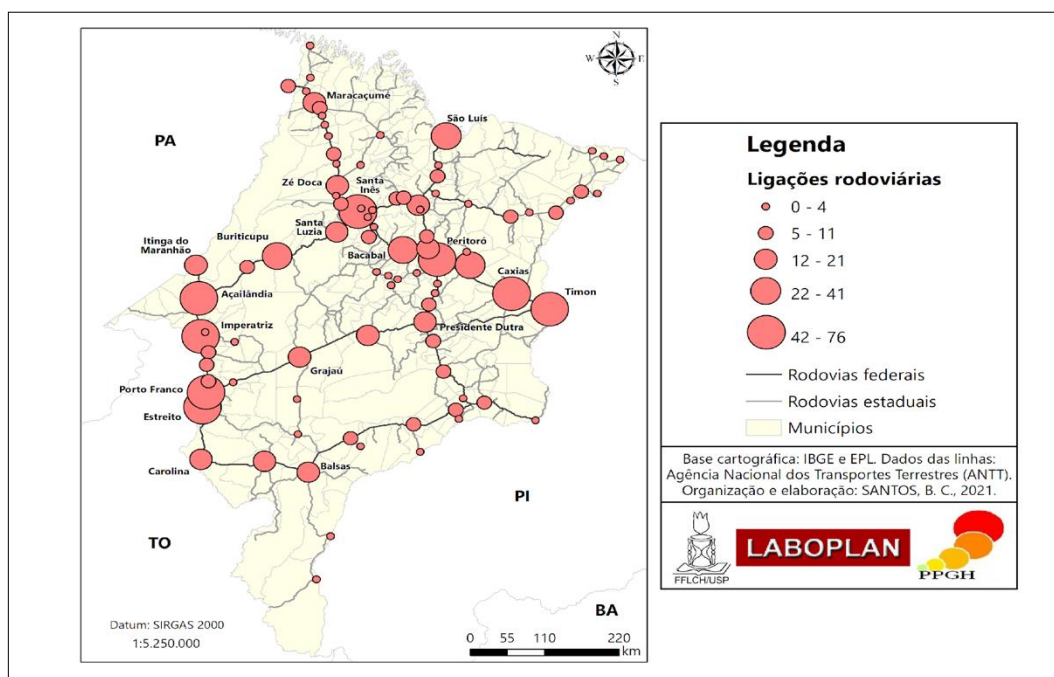 N
W
E
S
PA
Maracaçumé
São Luís
Zé Doca
Santa
Inês
Santa
Luzia
Buriticupu
Itinga do
Maranhão
Bacabal
Peritoró
Caxias
Timon
Açailândia
Imperatriz
Presidente Dutra
Grajaú
Porto Franco
Estreito
Carolina
Balsas
PI
TO
BA
Datum: SIRGAS 2000
1:5.250.000
0 55 110 220
km
Legenda
Ligações rodoviárias
0 - 4
5 - 11
12 - 21
22 - 41
42 - 76
Rodovias federais
Rodovias estaduais
Municípios
Base cartográfica: IBGE e EPL. Dados das linhas:
Agência Nacional dos Transportes Terrestres (ANTT).
Organização e elaboração: SANTOS, B. C., 2021.
FFLCH/USP
LABOPLAN
PPGH